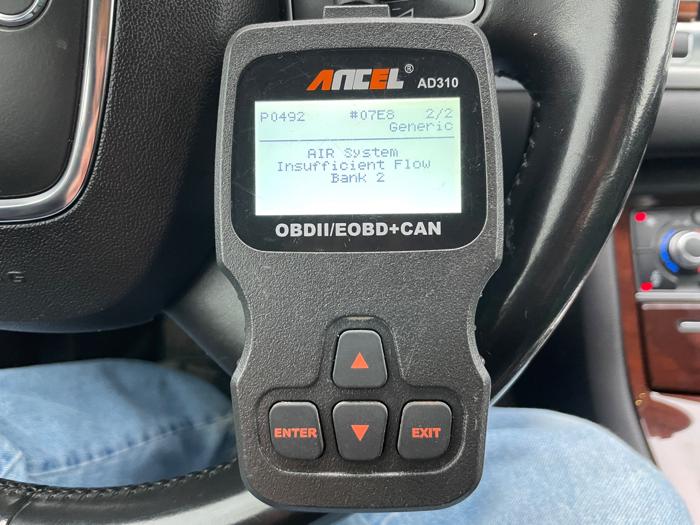 ANCEL®
AD310
P0492 #07E8 2/2
Generic
AIR System
Insufficient Flow
Bank 2
OBDII/EOBD+CAN
ENTER
EXIT
G